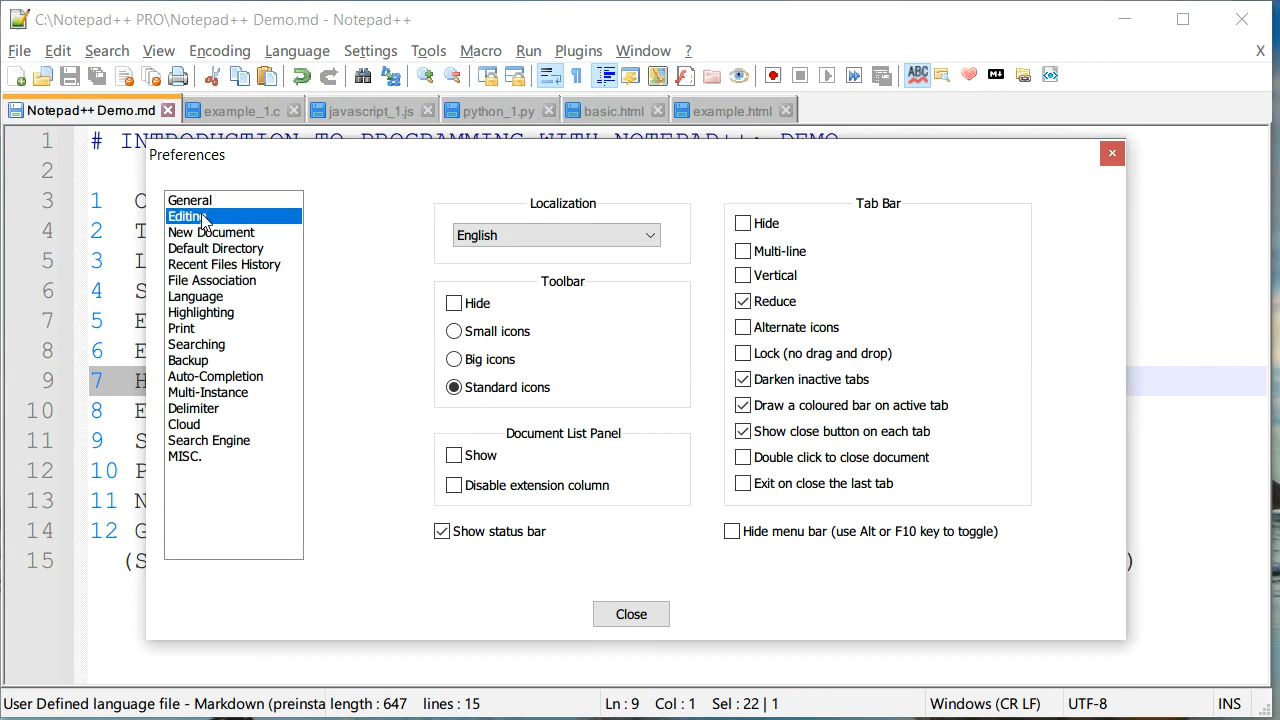 C:\Notepad++ PRO\Notepad++ Demo.md - Notepad++
File Edit Search View Encoding Language Settings Tools Macro Run Plugins Window ? X
ABC
Notepad++ Demo.md example_1.c javascript_1.js python_1.py basic.html example.html
1 # INTRODUCTION TO PROGRAMMING WITH NOTEPAD++: DEMO
2
3 1
4 2
5 3
6 4
7 5
8 6
9 7
10 8
11 9
12 10
13 11
14 12
15 (S )
Preferences
General
Editing
New Document
Default Directory
Recent Files History
File Association
Language
Highlighting
Print
Searching
Backup
Auto-Completion
Multi-Instance
Delimiter
Cloud
Search Engine
MISC.
Localization
English
Toolbar
Hide
Small icons
Big icons
Standard icons
Document List Panel
Show
Disable extension column
Show status bar
Tab Bar
Hide
Multi-line
Vertical
Reduce
Alternate icons
Lock (no drag and drop)
Darken inactive tabs
Draw a coloured bar on active tab
Show close button on each tab
Double click to close document
Exit on close the last tab
Hide menu bar (use Alt or F10 key to toggle)
Close
User Defined language file - Markdown (preinsta length : 647 lines : 15 Ln : 9 Col : 1 Sel : 22 | 1 Windows (CR LF) UTF-8 INS